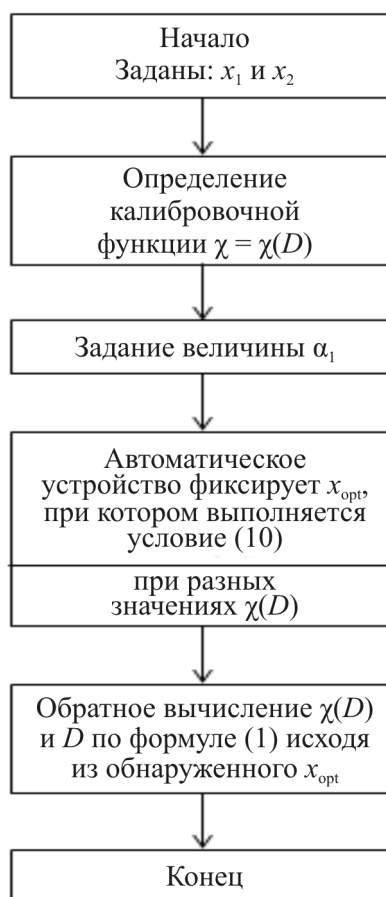 Начало
Заданы: x₁ и x₂
Определение
калибровочной
функции χ = χ(D)
Задание величины α₁
Автоматическое
устройство фиксирует xopt,
при котором выполняется
условие (10)
при разных
значениях χ(D)
Обратное вычисление χ(D)
и D по формуле (1) исходя
из обнаруженного xopt
Конец